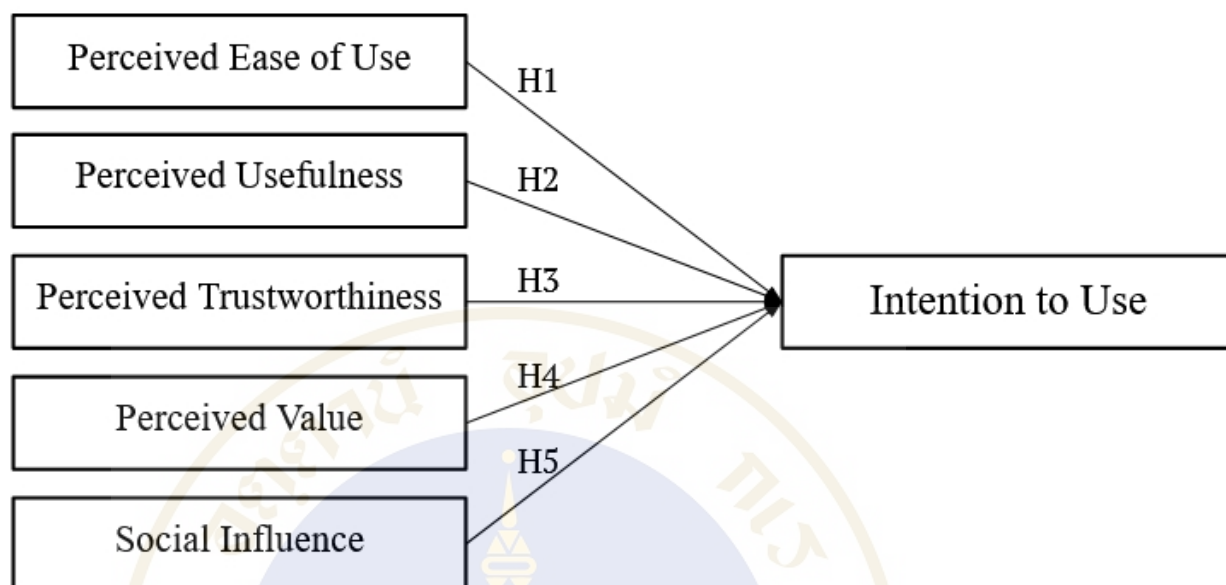 Perceived Ease of Use
H1
Perceived Usefulness
H2
Perceived Trustworthiness
H3
Intention to Use
Perceived Value
H4
Social Influence
H5